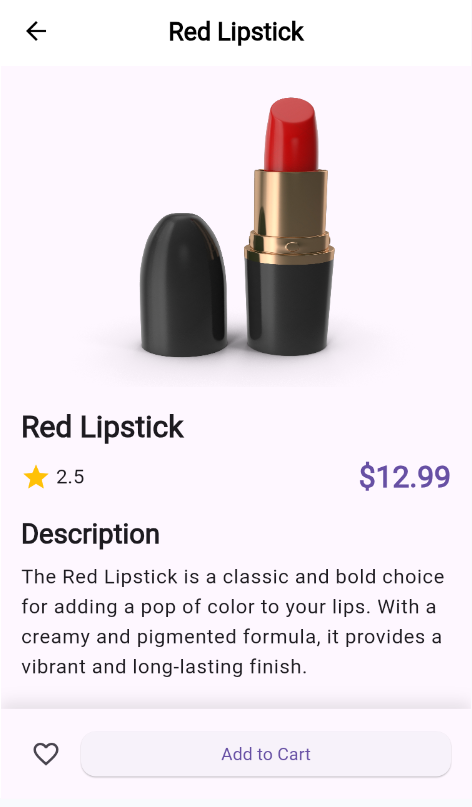 Red Lipstick
Red Lipstick
2.5
$12.99
Description
The Red Lipstick is a classic and bold choice
for adding a pop of color to your lips. With a
creamy and pigmented formula, it provides a
vibrant and long-lasting finish.
Add to Cart